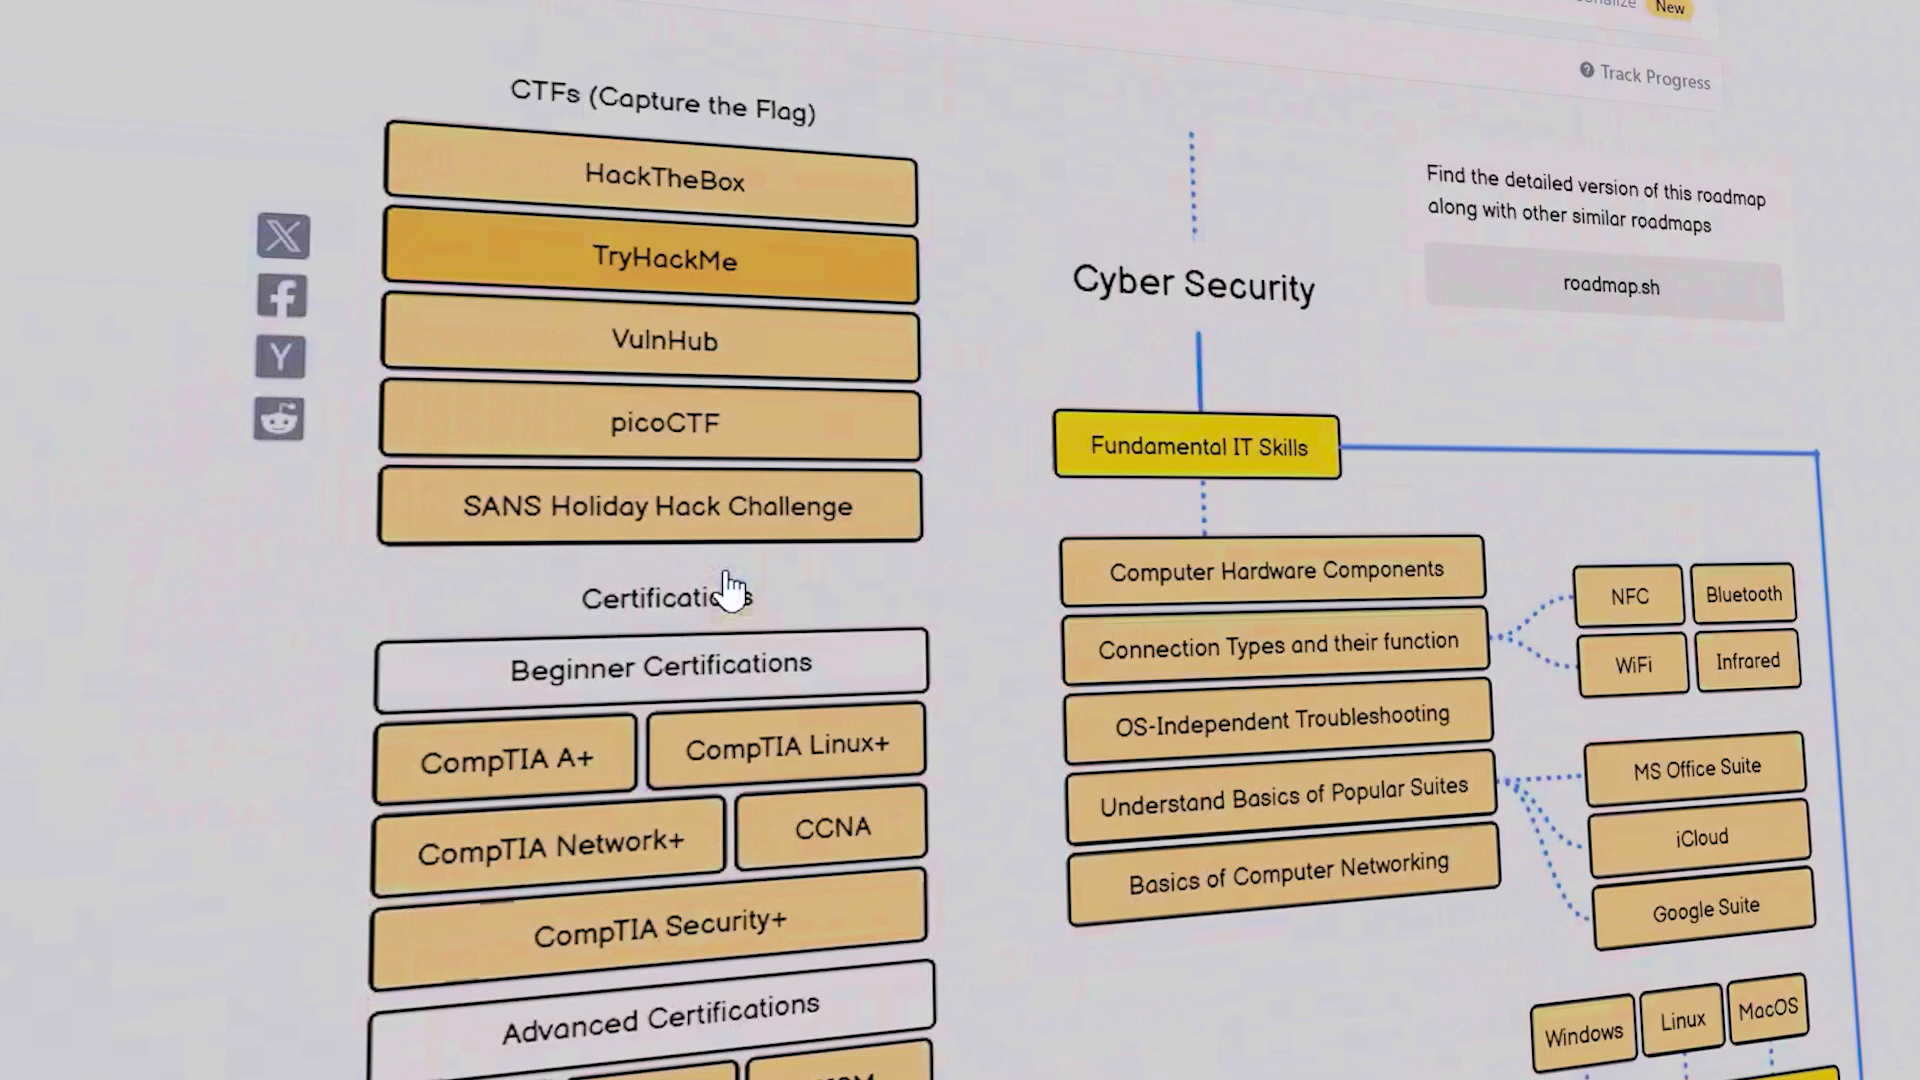 New
Track Progress
CTFs (Capture the Flag)
HackTheBox
TryHackMe
VulnHub
picoCTF
SANS Holiday Hack Challenge
Certifications
Beginner Certifications
CompTIA A+
CompTIA Linux+
CompTIA Network+
CCNA
CompTIA Security+
Advanced Certifications
Find the detailed version of this roadmap
along with other similar roadmaps
roadmap.sh
Cyber Security
Fundamental IT Skills
Computer Hardware Components
Connection Types and their function
OS-Independent Troubleshooting
Understand Basics of Popular Suites
Basics of Computer Networking
NFC
Bluetooth
WiFi
Infrared
MS Office Suite
iCloud
Google Suite
Windows
Linux
MacOS